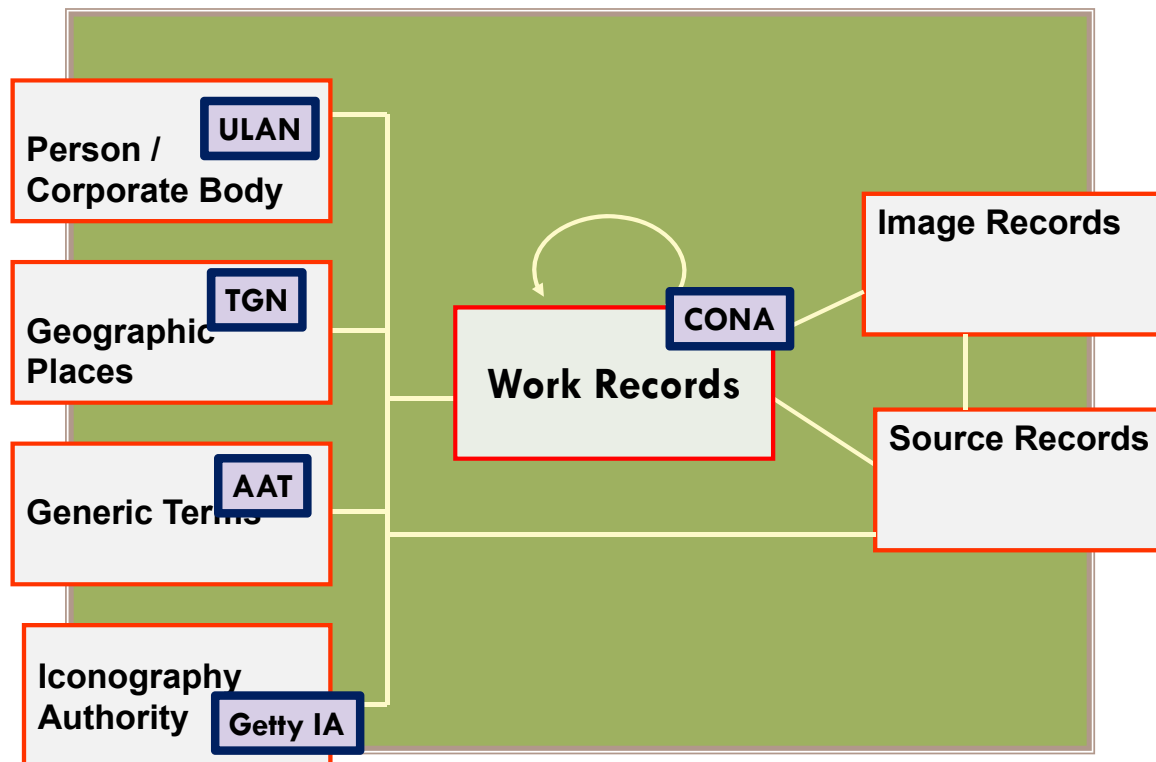 ULAN
Person /
Corporate Body
TGN
Geographic
Places
AAT
Generic Terms
Iconography
Authority
Getty IA
CONA
Work Records
Image Records
Source Records